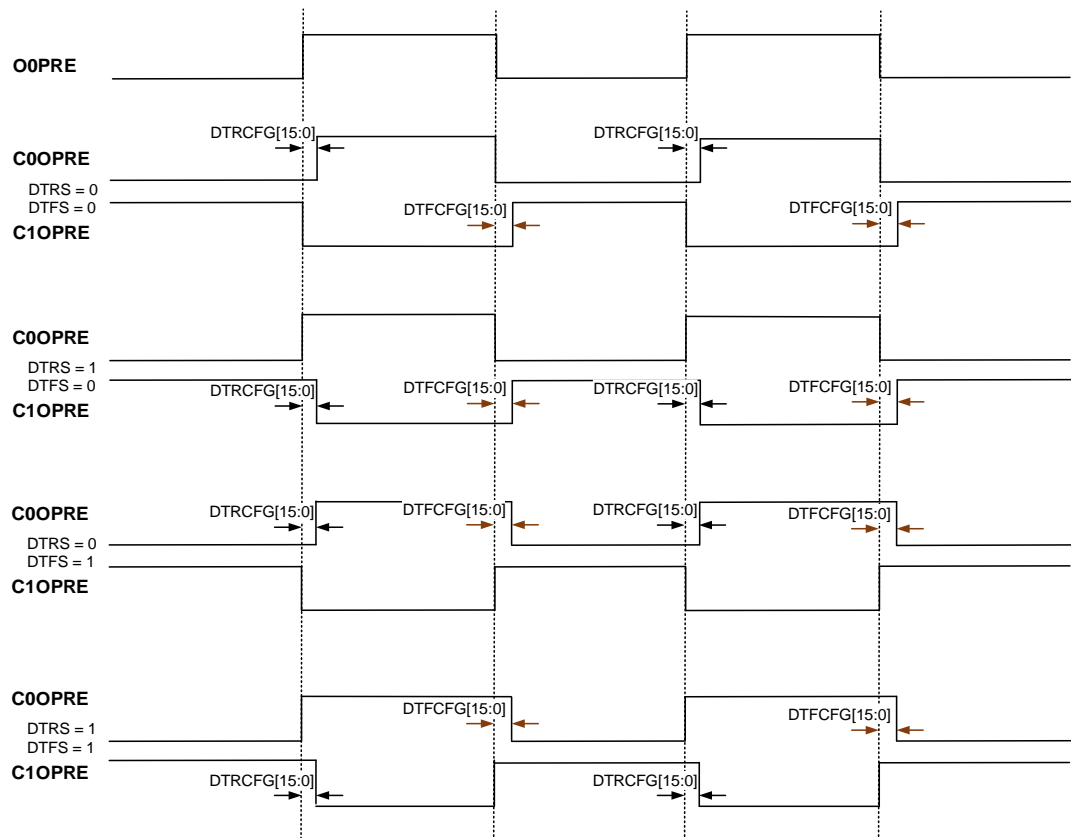 O0PRE
DTRCFG[15:0]
DTRCFG[15:0]
C0OPRE
DTRS = 0
DTFS = 0
DTFCFG[15:0]
DTFCFG[15:0]
C1OPRE
C0OPRE
DTRS = 1
DTFS = 0
DTRCFG[15:0]
DTFCFG[15:0]
DTRCFG[15:0]
DTFCFG[15:0]
C1OPRE
C0OPRE
DTRCFG[15:0]
DTFCFG[15:0]
DTRCFG[15:0]
DTFCFG[15:0]
DTRS = 0
DTFS = 1
C1OPRE
C0OPRE
DTFCFG[15:0]
DTFCFG[15:0]
DTRS = 1
DTFS = 1
C1OPRE
DTRCFG[15:0]
DTRCFG[15:0]